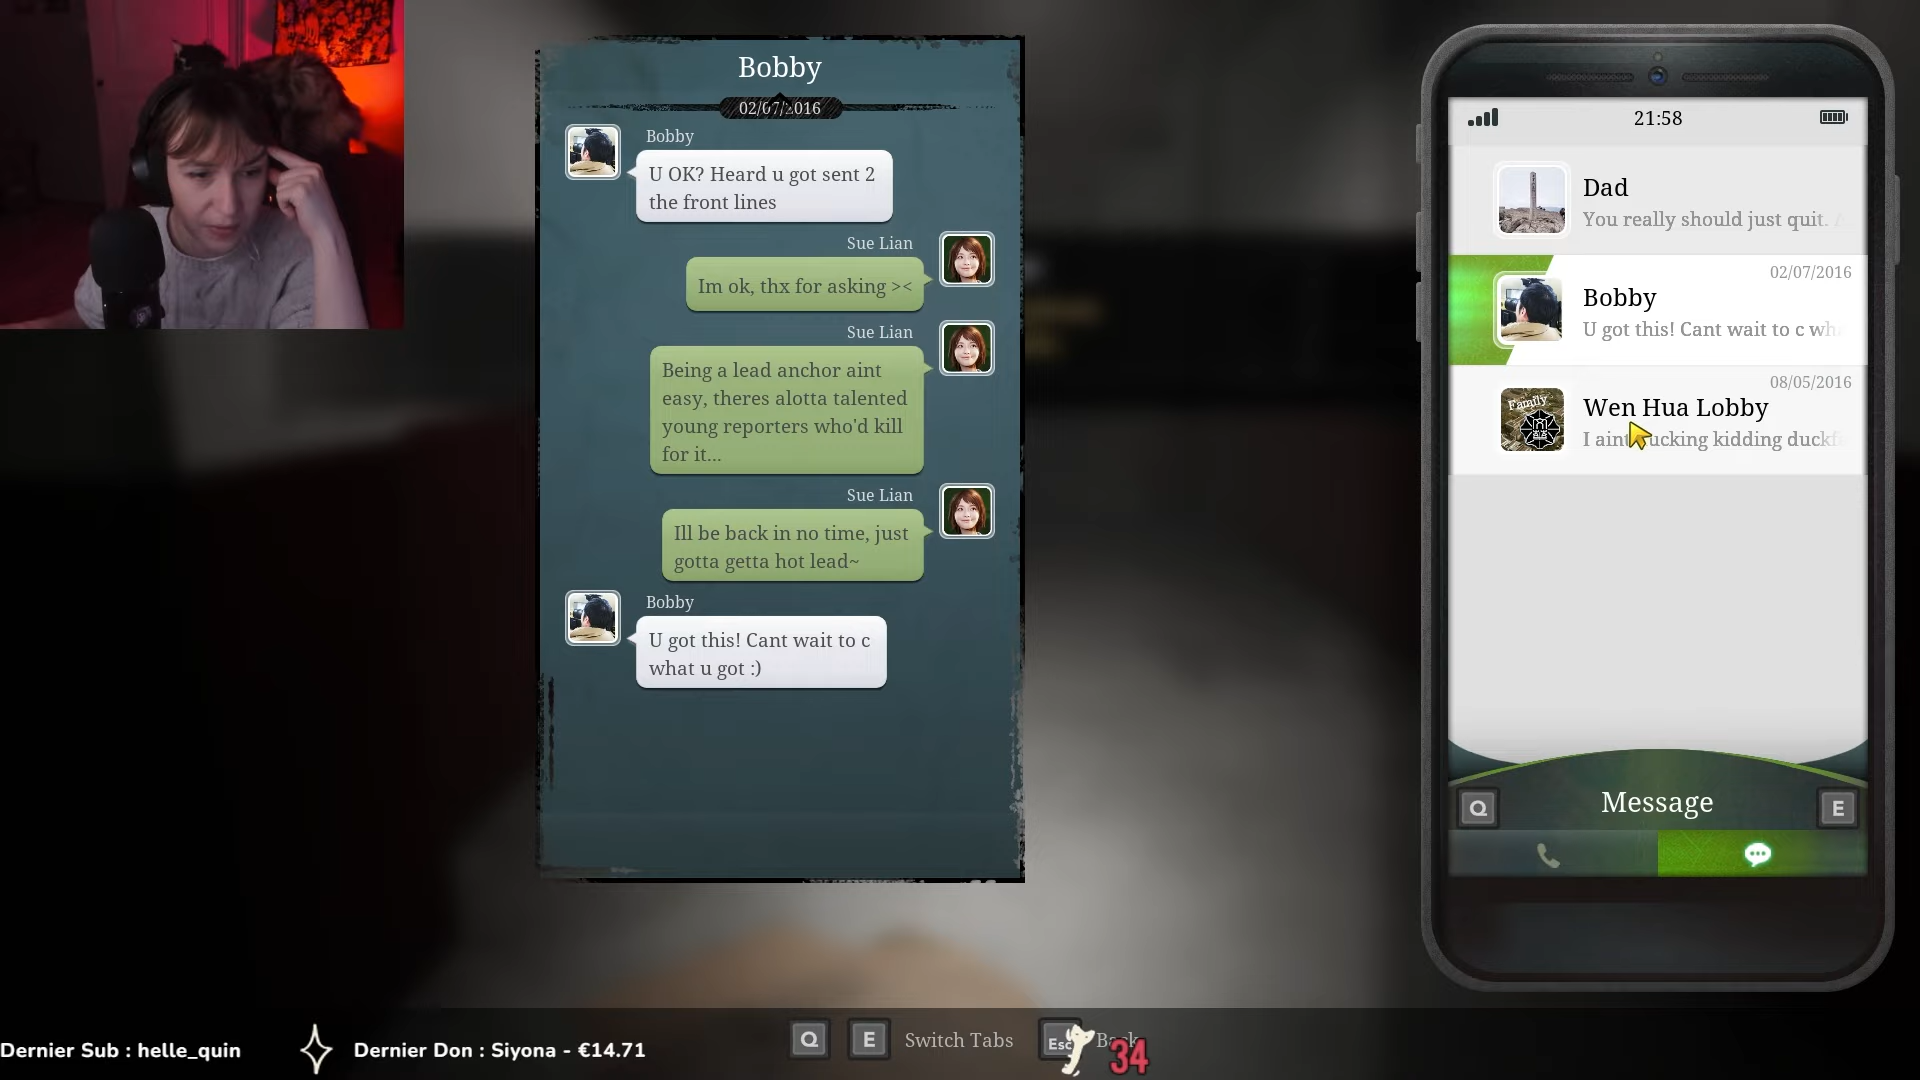 Bobby
02/07/2016
Bobby
U OK? Heard u got sent 2
the front lines
Sue Lian
Im ok, thx for asking ><
Sue Lian
Being a lead anchor aint
easy, theres alotta talented
young reporters who'd kill
for it...
Sue Lian
Ill be back in no time, just
gotta getta hot lead~
Bobby
U got this! Cant wait to c
what u got :)
21:58
Dad
You really should just quit.
02/07/2016
Bobby
U got this! Cant wait to c wh
08/05/2016
Wen Hua Lobby
Family
I aint fucking kidding duckf
Q
Message
E
Dernier Sub : helle_quin
Dernier Don : Siyona - €14.71
Q E Switch Tabs Esc Back
34